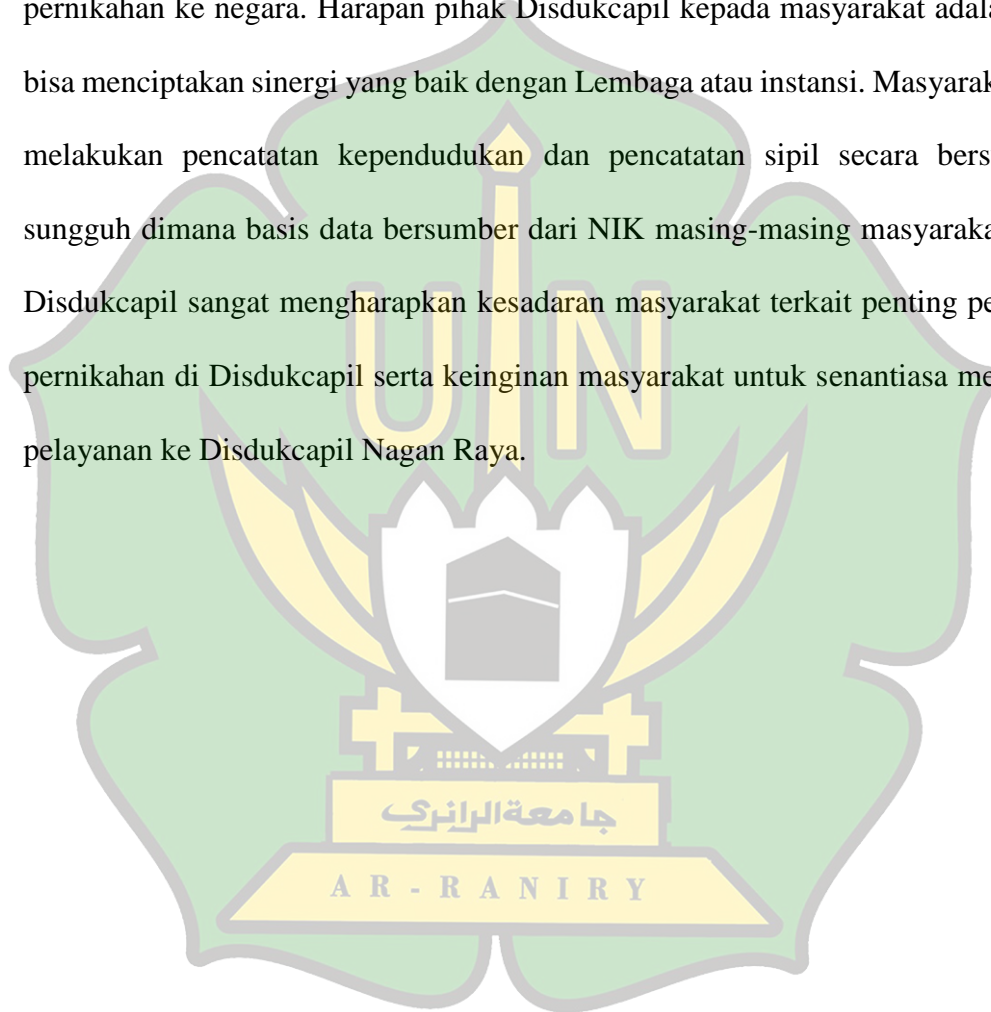 pernikahan ke negara. Harapan pihak Disdukcapil kepada masyarakat adala
bisa menciptakan sinergi yang baik dengan Lembaga atau instansi. Masyarak
melakukan pencatatan kependudukan dan pencatatan sipil secara bers
sungguh dimana basis data bersumber dari NIK masing-masing masyaraka
Disdukcapil sangat mengharapkan kesadaran masyarakat terkait penting pe
pernikahan di Disdukcapil serta keinginan masyarakat untuk senantiasa me
pelayanan ke Disdukcapil Nagan Raya.
UIN
جامعةالرانري
AR-RANIRY